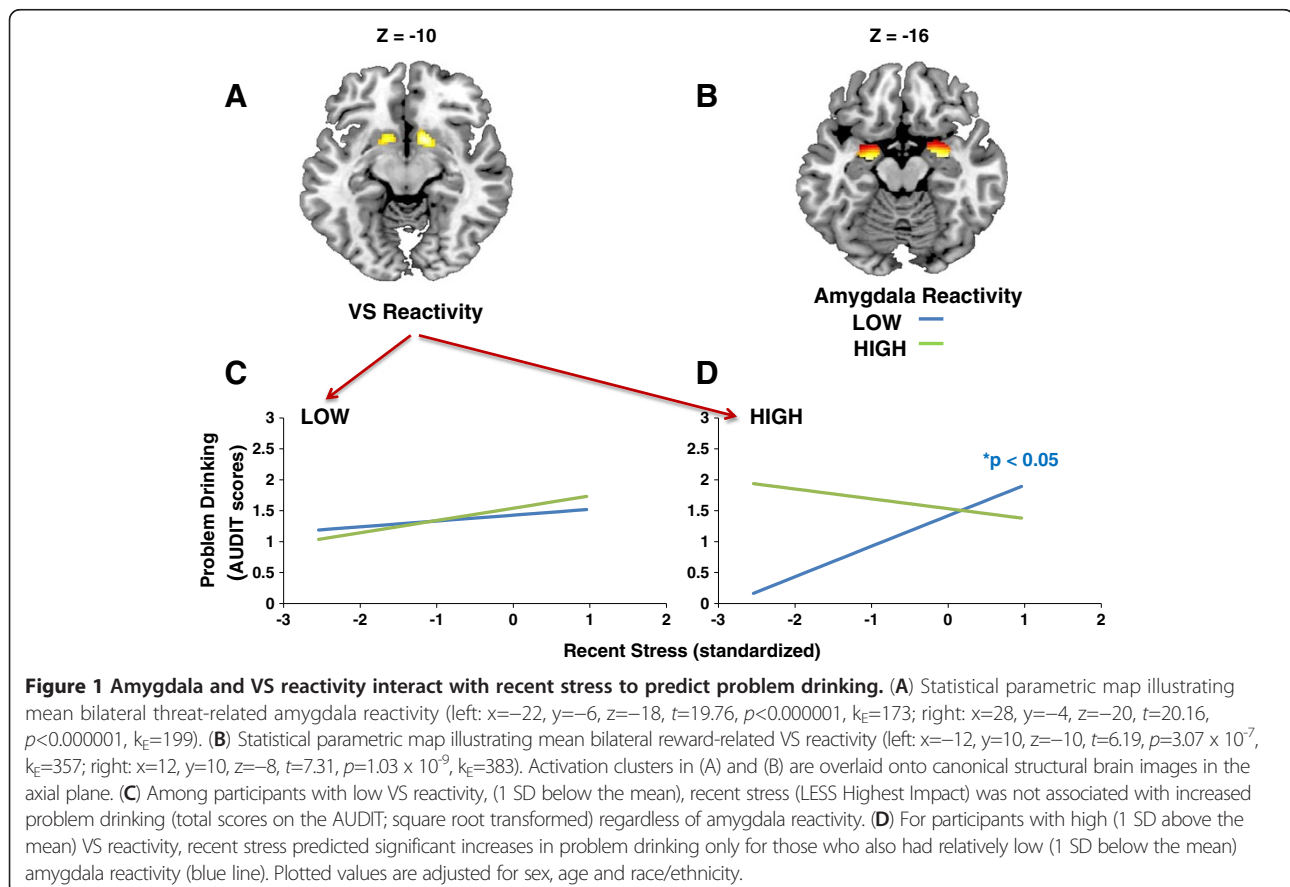 Z = -10
Z = -16
A
B
VS Reactivity
Amygdala Reactivity
LOW
HIGH
C
D
LOW
HIGH
Problem Drinking
(AUDIT scores)
3
2.5
2
1.5
1
0.5
0
-3
-2
-1
0
1
2
3
2.5
2
1.5
1
0.5
0
-3
-2
-1
0
1
2
*p < 0.05
Recent Stress (standardized)
Figure 1 Amygdala and VS reactivity interact with recent stress to predict problem drinking. (A) Statistical parametric map illustrating
mean bilateral threat-related amygdala reactivity (left: x=−22, y=−6, z=−18, t=19.76, p<0.000001, kE=173; right: x=28, y=−4, z=−20, t=20.16,
p<0.000001, kE=199). (B) Statistical parametric map illustrating mean bilateral reward-related VS reactivity (left: x=−12, y=10, z=−10, t=6.19, p=3.07 x 10-7,
kE=357; right: x=12, y=10, z=−8, t=7.31, p=1.03 x 10-9, kE=383). Activation clusters in (A) and (B) are overlaid onto canonical structural brain images in the
axial plane. (C) Among participants with low VS reactivity, (1 SD below the mean), recent stress (LESS Highest Impact) was not associated with increased
problem drinking (total scores on the AUDIT; square root transformed) regardless of amygdala reactivity. (D) For participants with high (1 SD above the
mean) VS reactivity, recent stress predicted significant increases in problem drinking only for those who also had relatively low (1 SD below the mean)
amygdala reactivity (blue line). Plotted values are adjusted for sex, age and race/ethnicity.